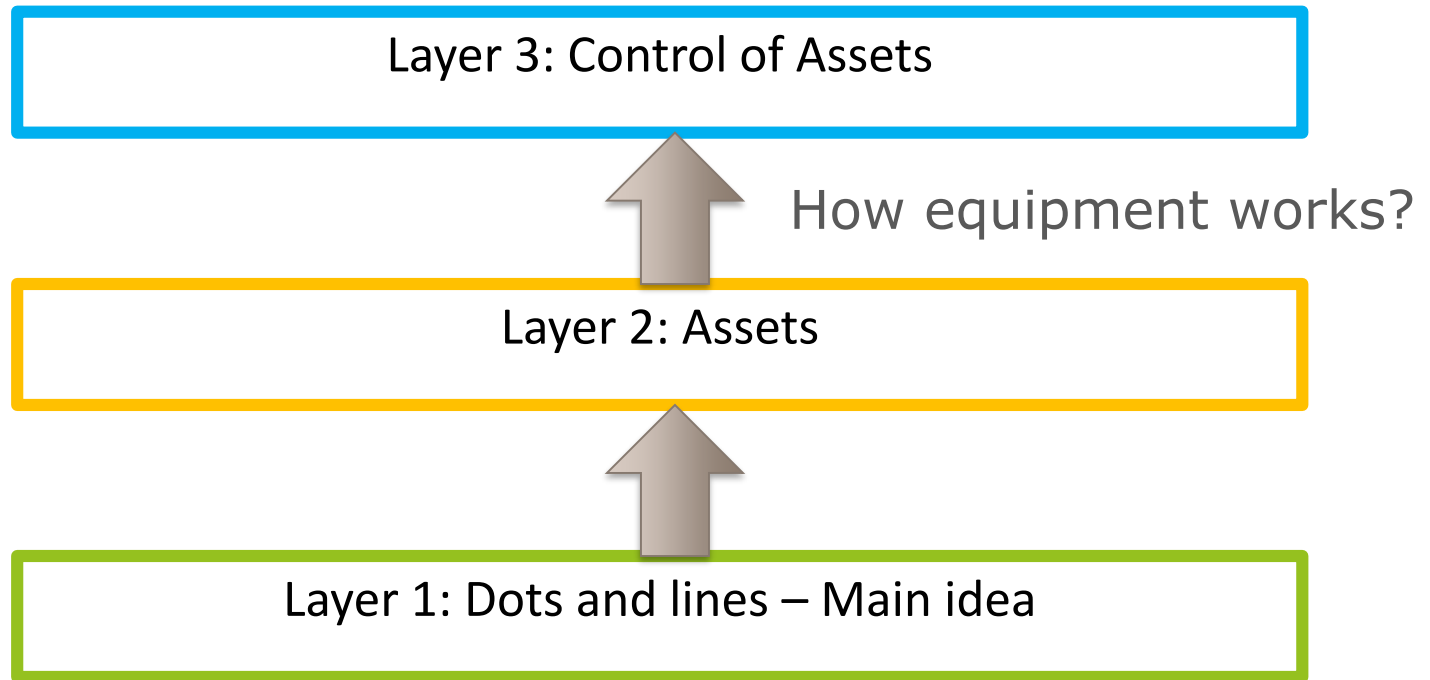 Layer 3: Control of Assets
How equipment works?
Layer 2: Assets
Layer 1: Dots and lines – Main idea